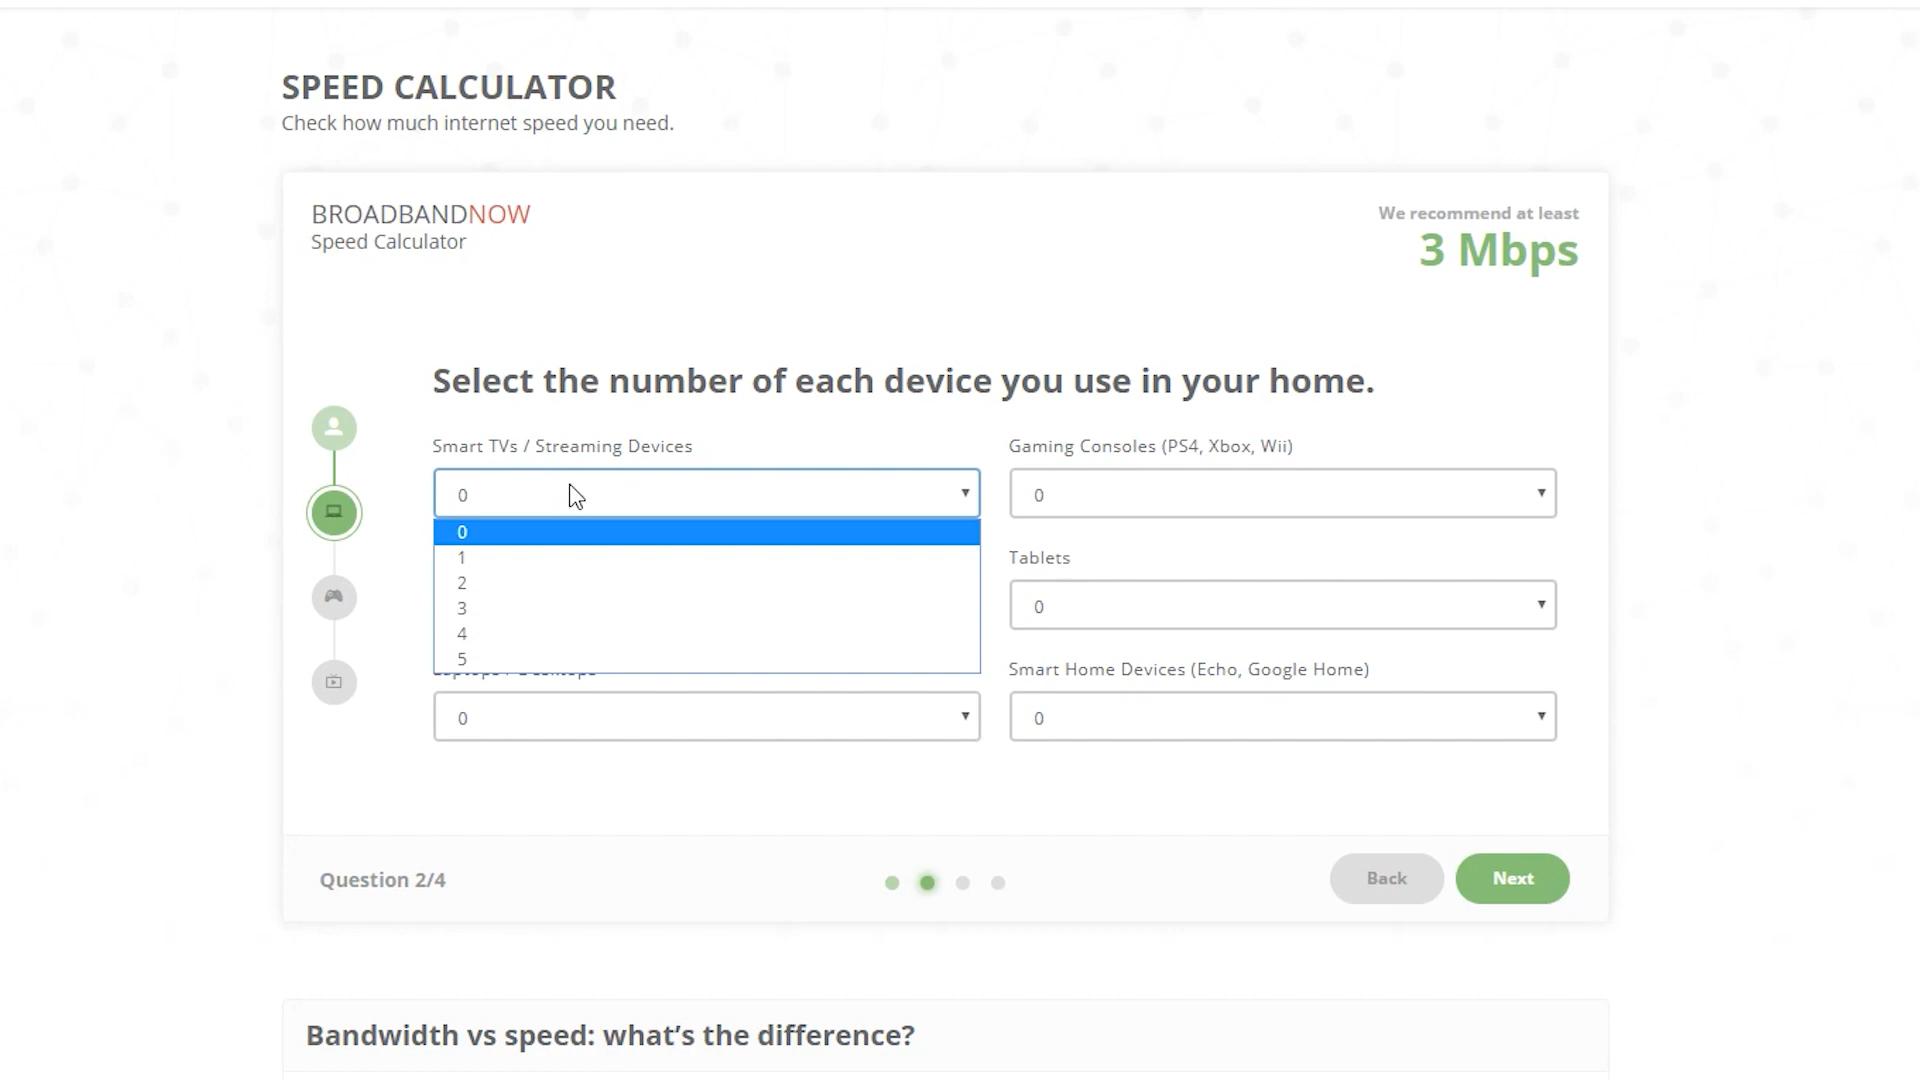 SPEED CALCULATOR
Check how much internet speed you need.
BROADBANDNOW
Speed Calculator
We recommend at least
3 Mbps
Select the number of each device you use in your home.
Smart TVs / Streaming Devices
0
0
1
2
3
4
5
Gaming Consoles (PS4, Xbox, Wii)
0
Tablets
0
0
Smart Home Devices (Echo, Google Home)
0
Question 2/4
Back
Next
Bandwidth vs speed: what's the difference?